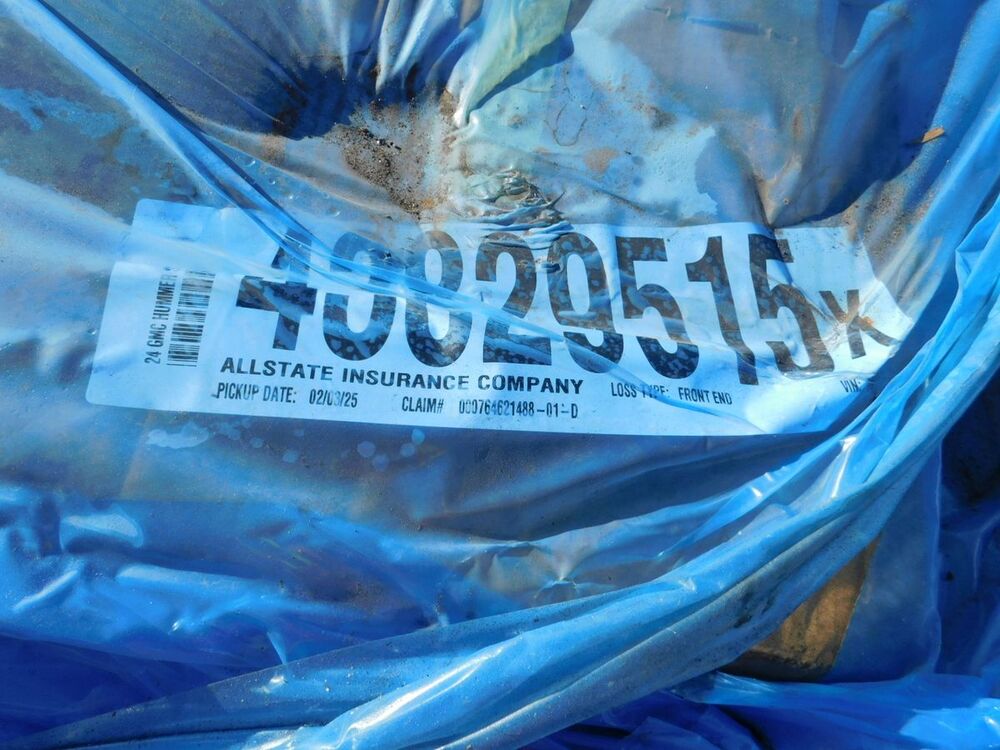 24 GMC HUMMER
40829515X
ALLSTATE INSURANCE COMPANY
PICKUP DATE: 02/03/25 CLAIM# 000764621488-01-D LOSS TYPE: FRONT END VIN: